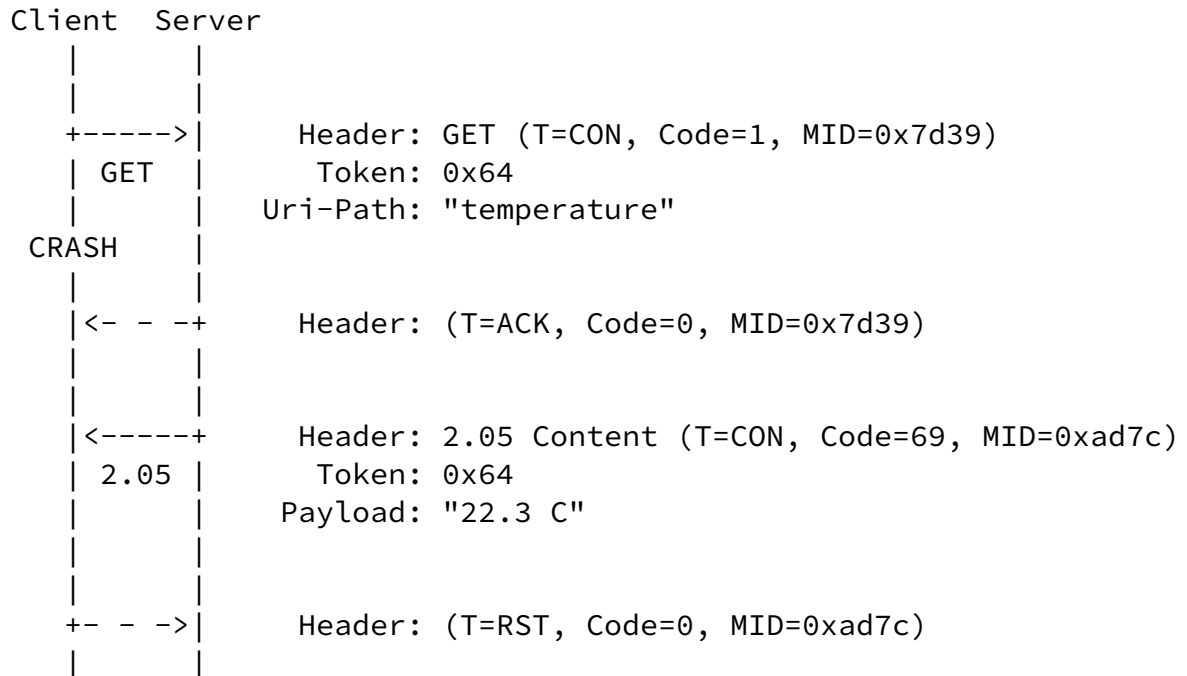 Client  Server
   |      |
   |      |
   +----->|     Header: GET (T=CON, Code=1, MID=0x7d39)
   | GET  |      Token: 0x64
   |      |   Uri-Path: "temperature"
 CRASH    |
   |      |
   |<- - -+     Header: (T=ACK, Code=0, MID=0x7d39)
   |      |
   |      |
   |<-----+     Header: 2.05 Content (T=CON, Code=69, MID=0xad7c)
   | 2.05 |      Token: 0x64
   |      |    Payload: "22.3 C"
   |      |
   |      |
   +- - ->|     Header: (T=RST, Code=0, MID=0xad7c)
   |      |